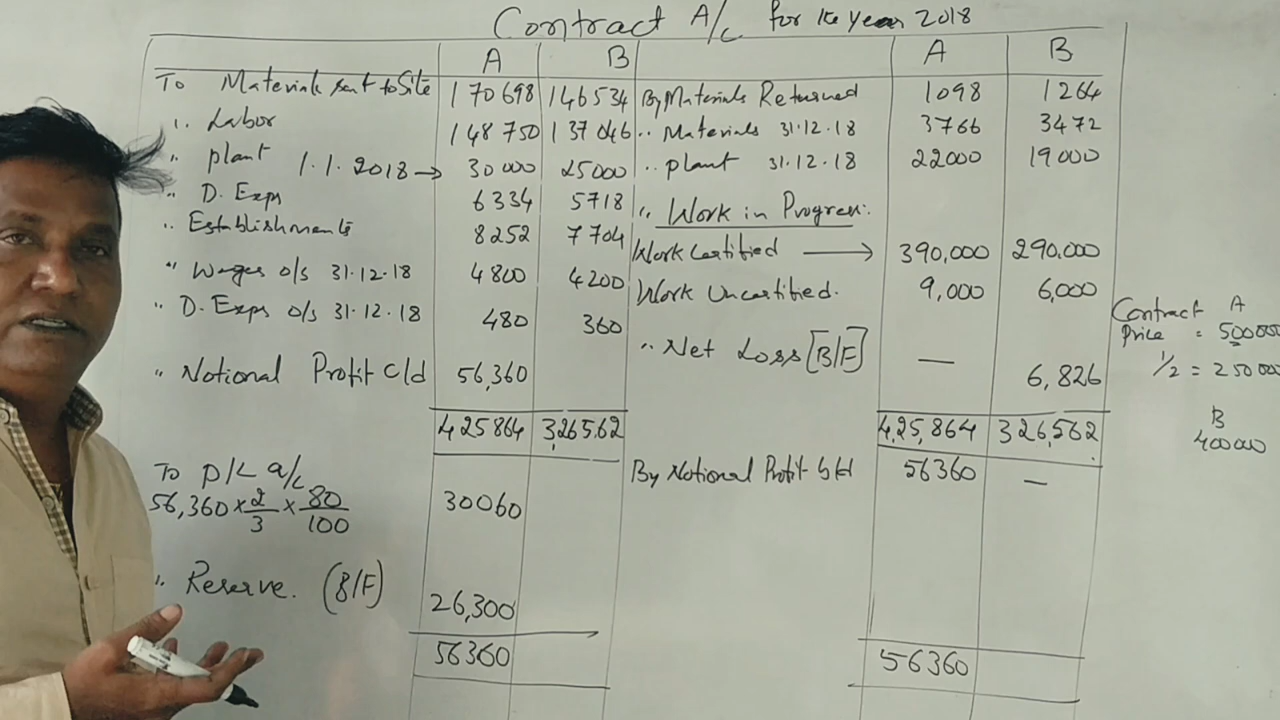 Contract A/c for the year 2018
A B A B
To Materials sent to Site 170698 146534 By Materials Returned 1098 1264
" Labor 148750 137046 " Materials 31.12.18 3766 3472
" plant 1.1.2018 → 30000 25000 " plant 31.12.18 22000 19000
" D. Exps 6334 5718 " Work in Progress:
" Establishments 8252 7704 Work Certified → 390,000 290,000
" Wages o/s 31.12.18 4800 4200 Work Uncertified. 9,000 6,000
" D. Exps o/s 31.12.18 480 360 " Net Loss [B/F] — 6,826
" Notional Profit c/d 56,360
4,25864 3,26562 4,25,864 326,562
To P/L a/c By Notional Profit b/d 56360 —
56,360 × 2/3 × 80/100 30060
" Reserve. (B/F) 26,300
56360 56360
Contract A
Price = 500000
1/2 = 250000
B
400000